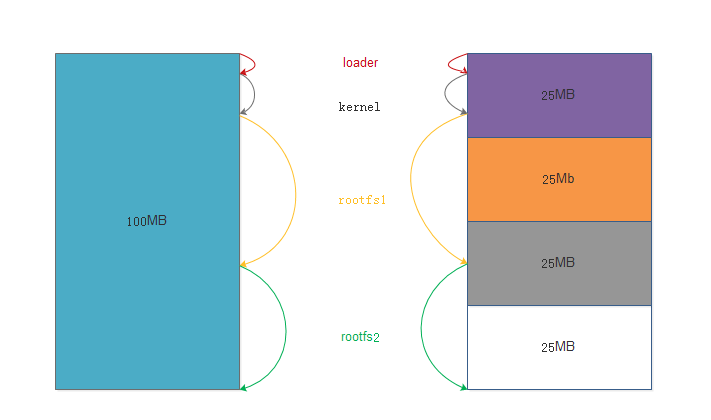 loader
kernel
rootfs1
rootfs2
100MB
25MB
25Mb
25MB
25MB